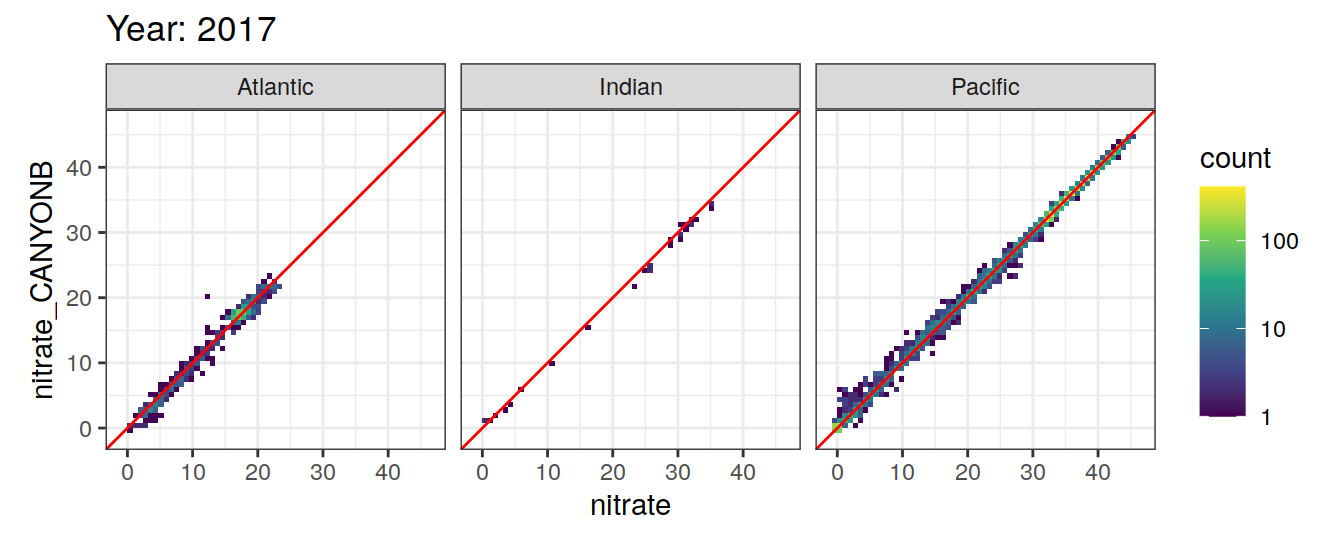 Year: 2017
Atlantic
Indian
Pacific
nitrate_CANYONB
40
30
20
10
0
0 10 20 30 40
0 10 20 30 40
0 10 20 30 40
nitrate
count
100
10
1